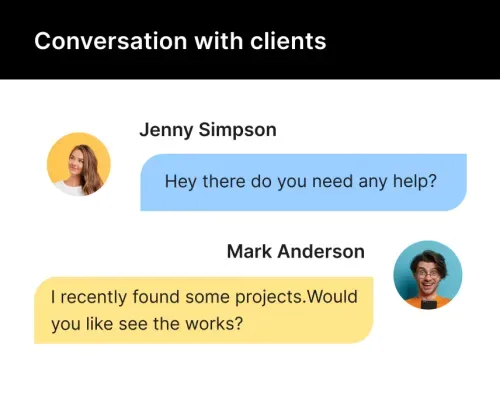 Conversation with clients
Jenny Simpson
Hey there do you need any help?
Mark Anderson
I recently found some projects.Would
you like see the works?